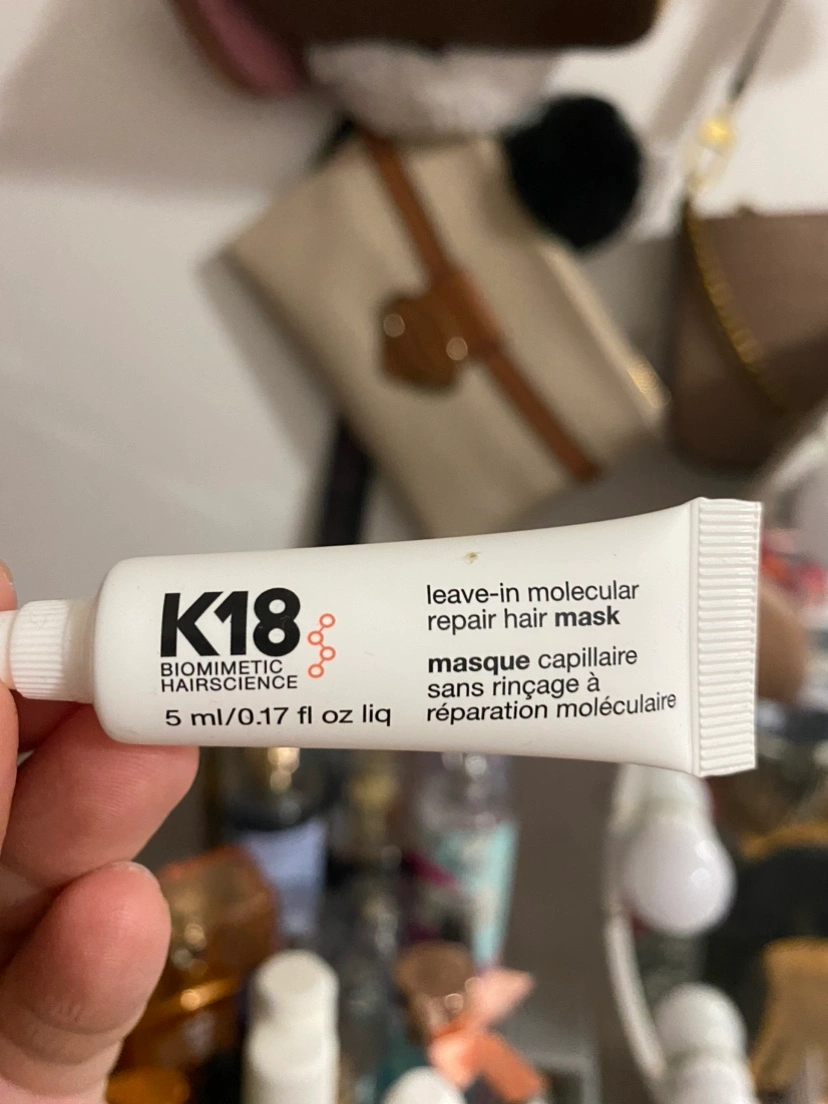 K18
BIOMIMETIC
HAIRSCIENCE
5 ml/0.17 fl oz liq
leave-in molecular
repair hair mask
masque capillaire
sans rinçage à
réparation moléculaire